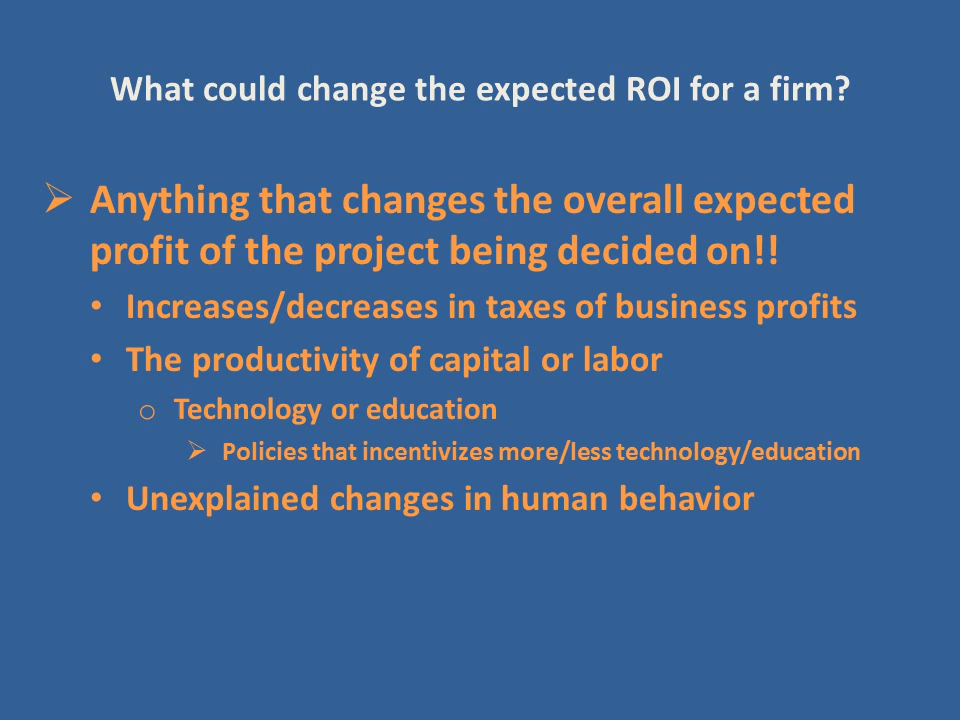 What could change the expected ROI for a firm?
➢ Anything that changes the overall expected
profit of the project being decided on!!
• Increases/decreases in taxes of business profits
• The productivity of capital or labor
o Technology or education
➢ Policies that incentivizes more/less technology/education
• Unexplained changes in human behavior